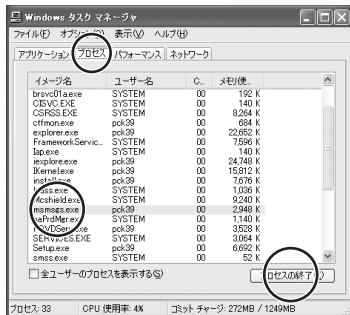 Windows タスク マネージャ
ファイル(F) オプション(O) 表示(V) ヘルプ(H)
アプリケーション プロセス パフォーマンス ネットワーク
イメージ名 ユーザー名 C... メモリ使...
brsvc01a.exe SYSTEM 00 192 K
CISVC.EXE SYSTEM 00 140 K
CSRSS.EXE SYSTEM 00 8,264 K
ctfmon.exe pck39 00 684 K
explorer.exe pck39 00 22,652 K
FrameworkServic... SYSTEM 00 7,596 K
Iap.exe SYSTEM 00 140 K
iexplore.exe pck39 00 24,748 K
IKernel.exe pck39 00 15,812 K
pck39 00 7,676 K
SYSTEM 00 1,036 K
Mcshield.exe SYSTEM 00 9,240 K
msmsgs.exe pck39 00 2,948 K
SYSTEM 00 1,140 K
pck39 00 3,528 K
SERVICES.EXE SYSTEM 00 3,064 K
Setup.exe pck39 00 6,692 K
smss.exe SYSTEM 00 52 K
全ユーザーのプロセスを表示する(S) プロセスの終了(E)
プロセス: 33 CPU 使用率: 4% コミット チャージ: 272MB / 1249MB